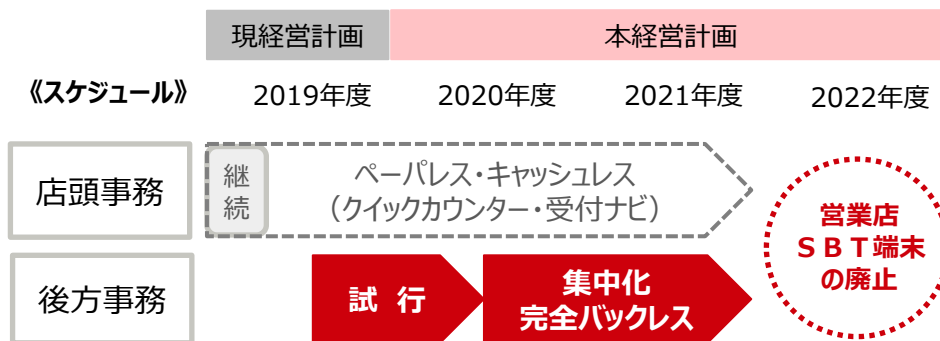 現経営計画
本経営計画
《スケジュール》
2019年度
2020年度
2021年度
2022年度
店頭事務
継
続
ペーパレス・キャッシュレス
（クイックカウンター・受付ナビ）
営業店
ＳＢＴ端末
の廃止
後方事務
試 行
集中化
完全バックレス